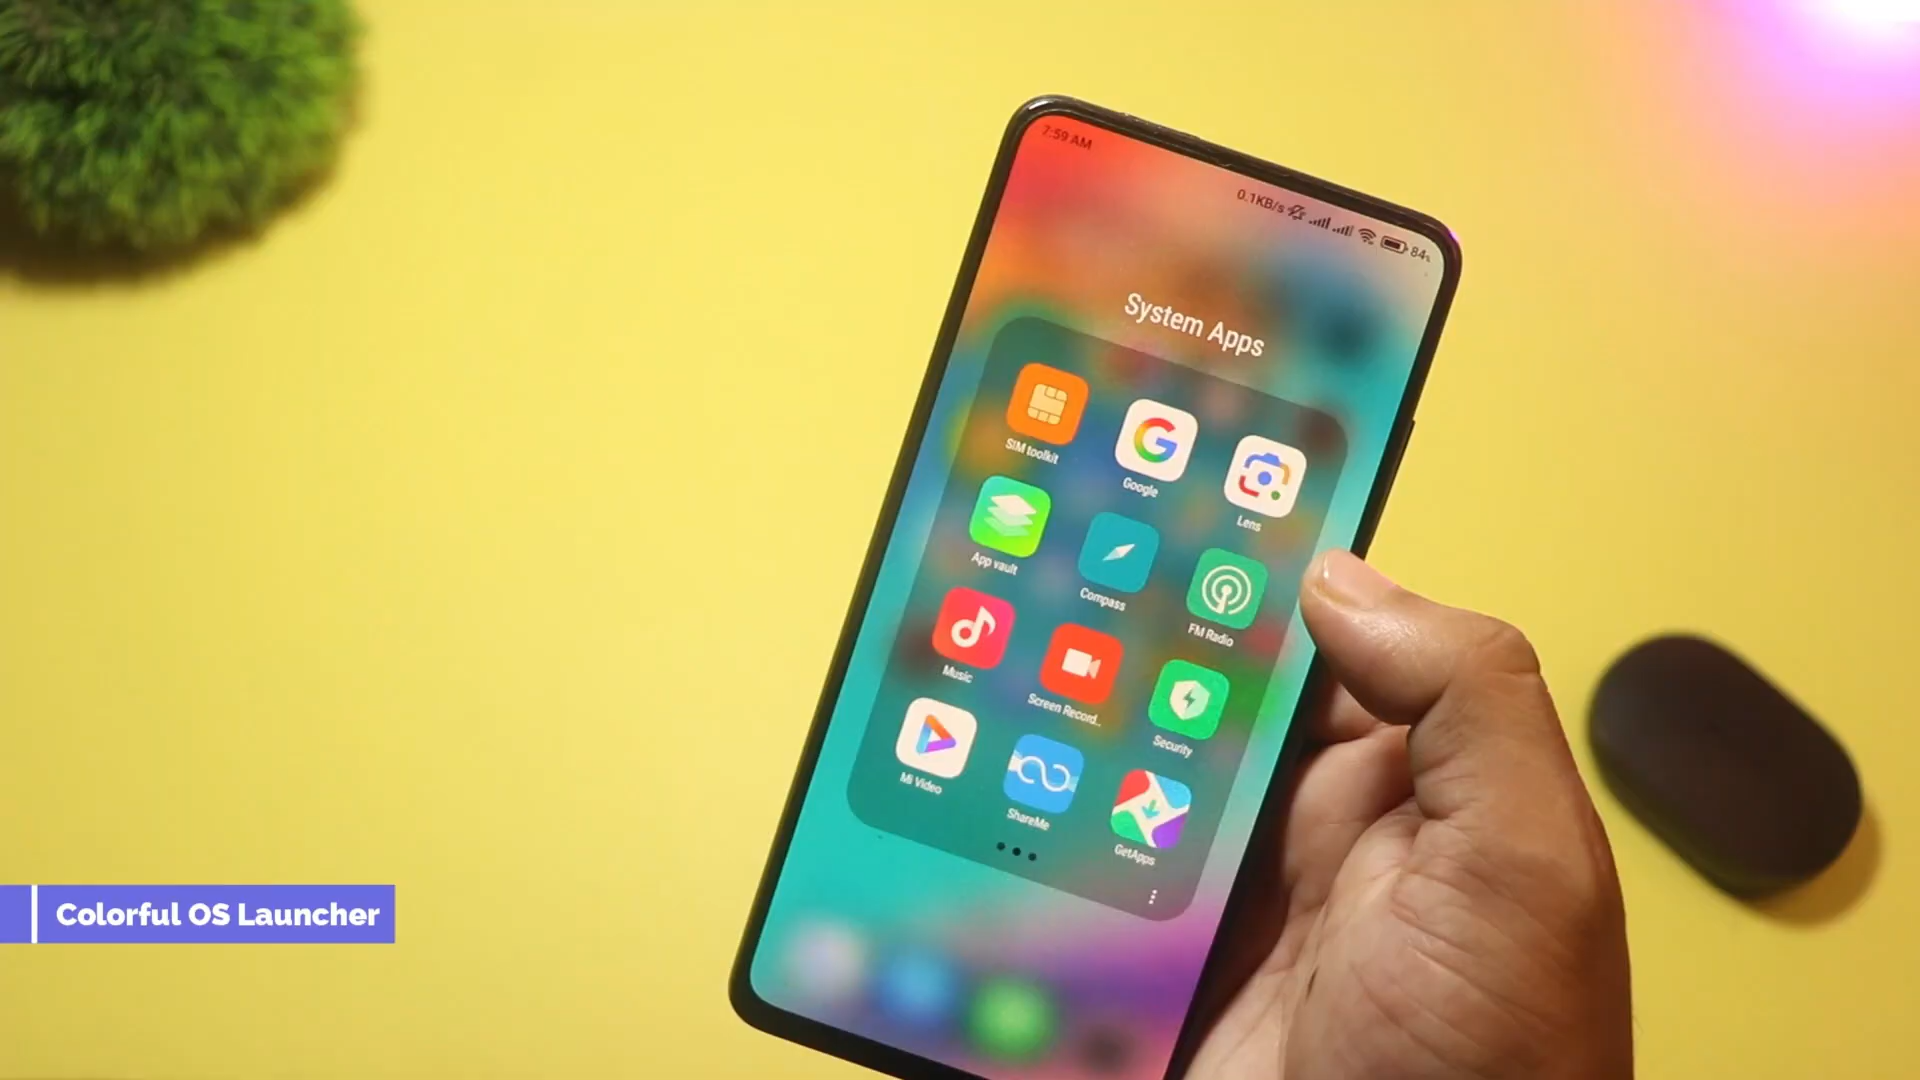 7:59 AM
0.1KB/s 84%
System Apps
SIM toolkit
Google
Lens
App vault
Compass
FM Radio
Music
Screen Record..
Security
Mi Video
ShareMe
GetApps
Colorful OS Launcher